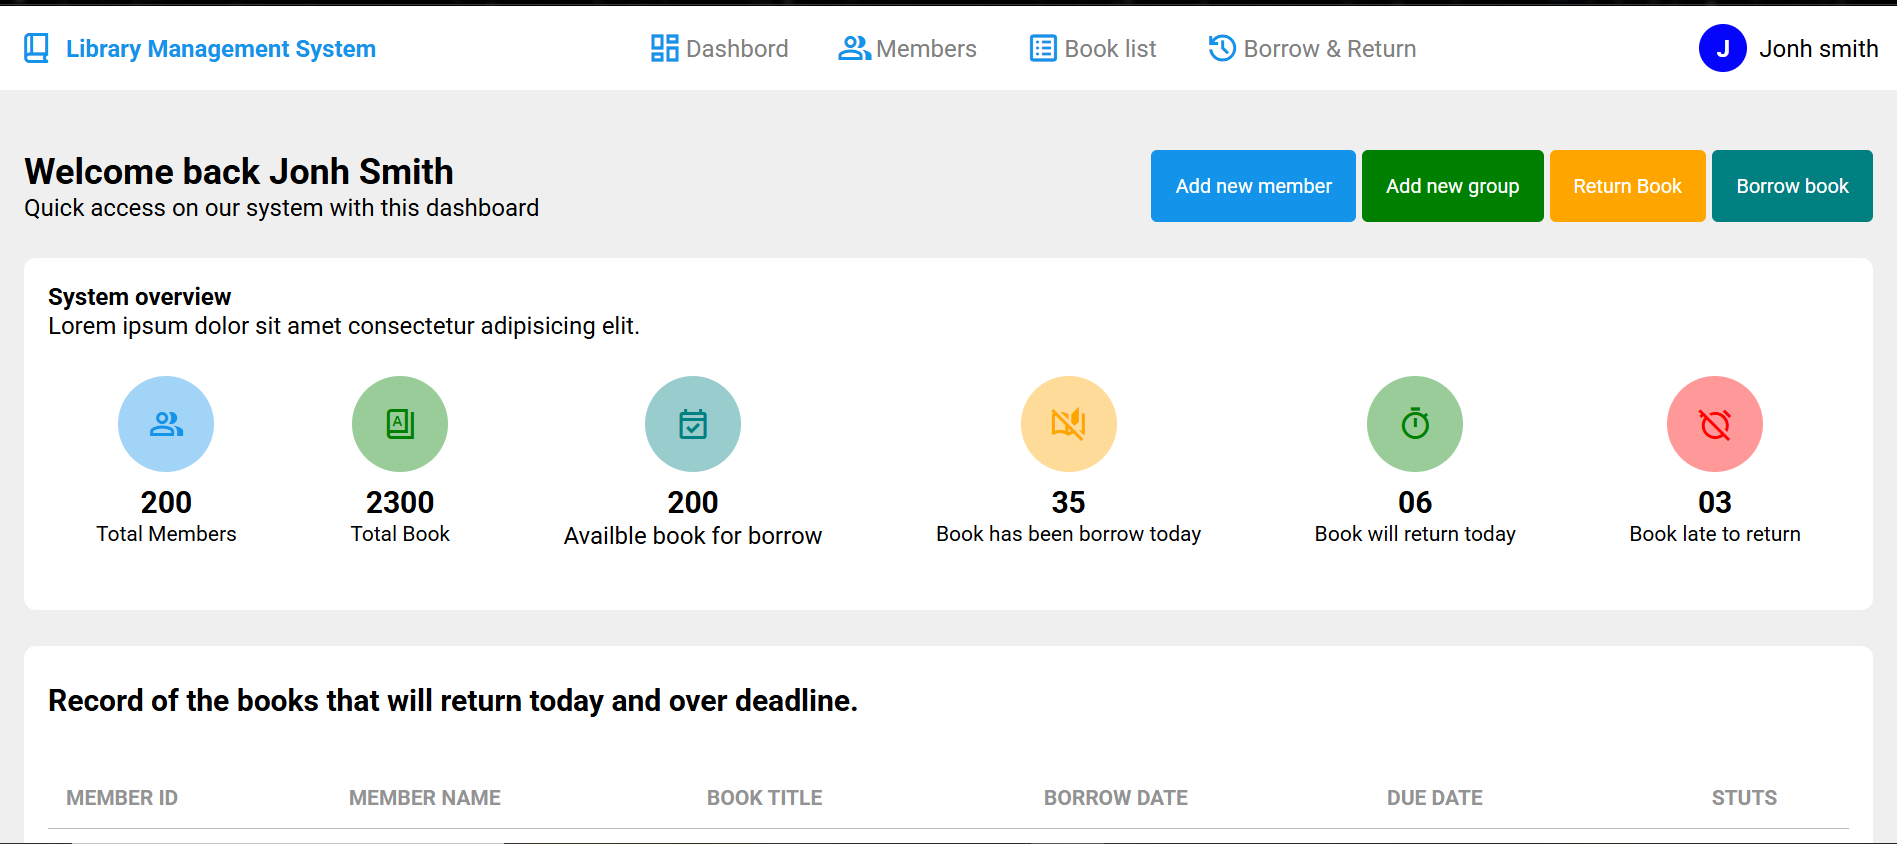 Library Management System
Dashbord
Members
Book list
Borrow & Return
J
Jonh smith
Welcome back Jonh Smith
Quick access on our system with this dashboard
Add new member
Add new group
Return Book
Borrow book
System overview
Lorem ipsum dolor sit amet consectetur adipisicing elit.
A
200
Total Members
2300
Total Book
200
Availble book for borrow
35
Book has been borrow today
06
Book will return today
03
Book late to return
Record of the books that will return today and over deadline.
MEMBER ID
MEMBER NAME
BOOK TITLE
BORROW DATE
DUE DATE
STUTS